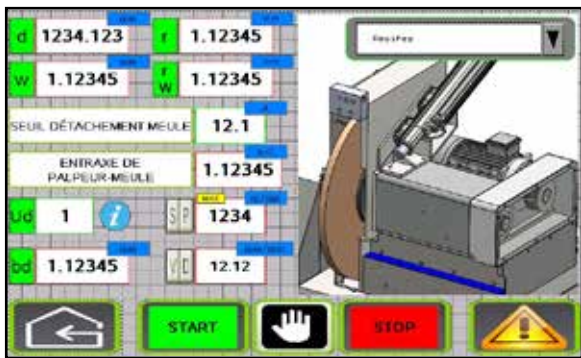 d 1234.123 r 1.12345
w 1.12345 r w 1.12345
SEUIL DÉTACHEMENT MEULE 12.1
ENTRAXE DE
PALPEUR-MEULE 1.12345
Ud 1 i SP 1234
bd 1.12345 12.12
START STOP